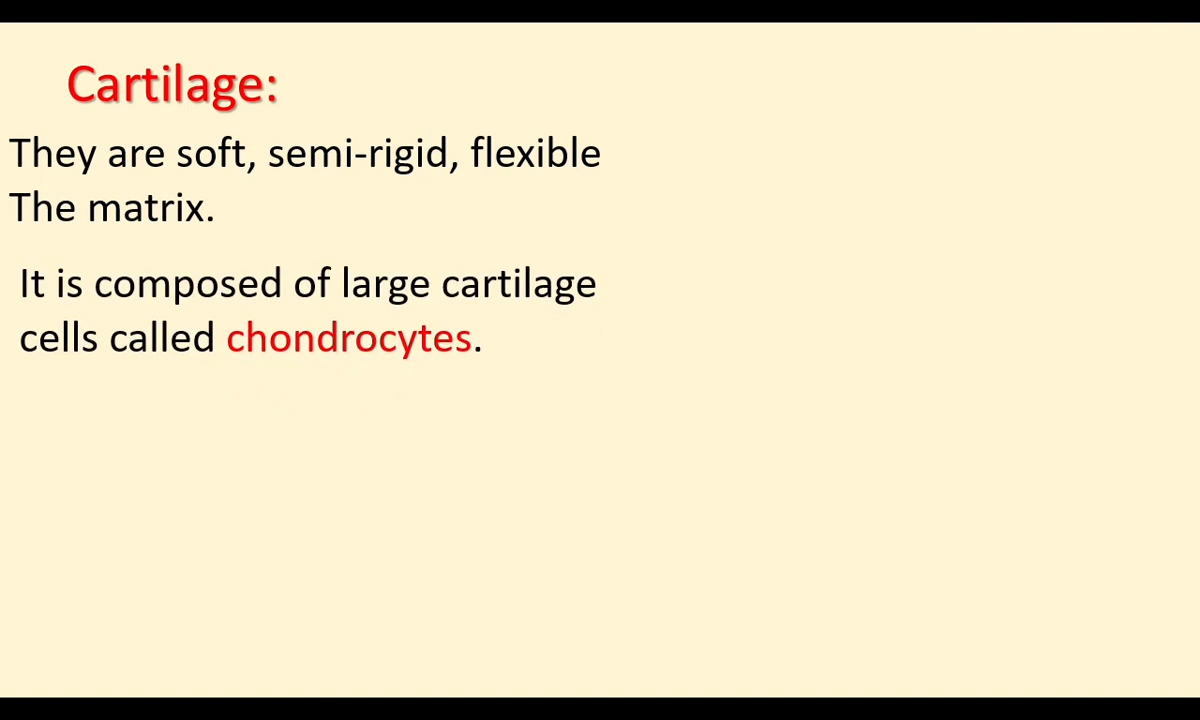 Cartilage:
They are soft, semi-rigid, flexible
The matrix.
It is composed of large cartilage
cells called chondrocytes.